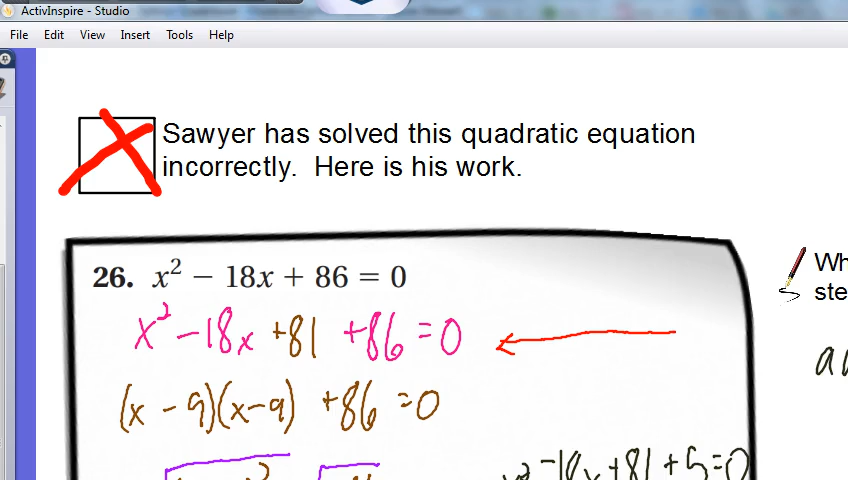 ActivInspire - Studio
File Edit View Insert Tools Help
Sawyer has solved this quadratic equation
incorrectly. Here is his work.
26. x² − 18x + 86 = 0
x² − 18x + 81 + 86 = 0
(x − 9)(x − 9) + 86 = 0
− 18x + 81 + 5 = 0